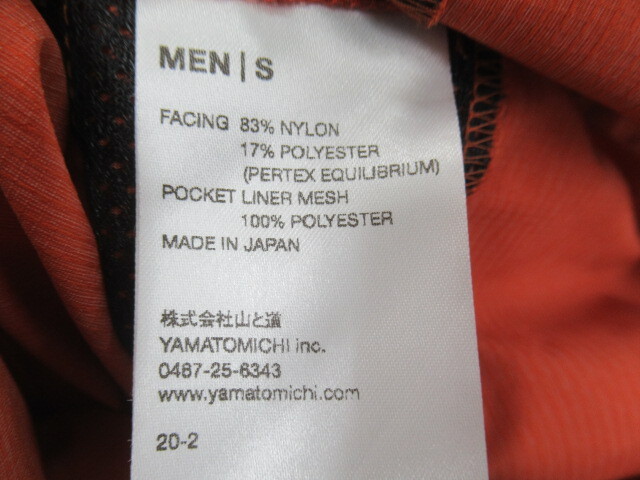 MEN | S
FACING 83% NYLON
17% POLYESTER
(PERTEX EQUILIBRIUM)
POCKET LINER MESH
100% POLYESTER
MADE IN JAPAN
株式会社山と道
YAMATOMICHI inc.
0467-25-6343
www.yamatomichi.com
20-2